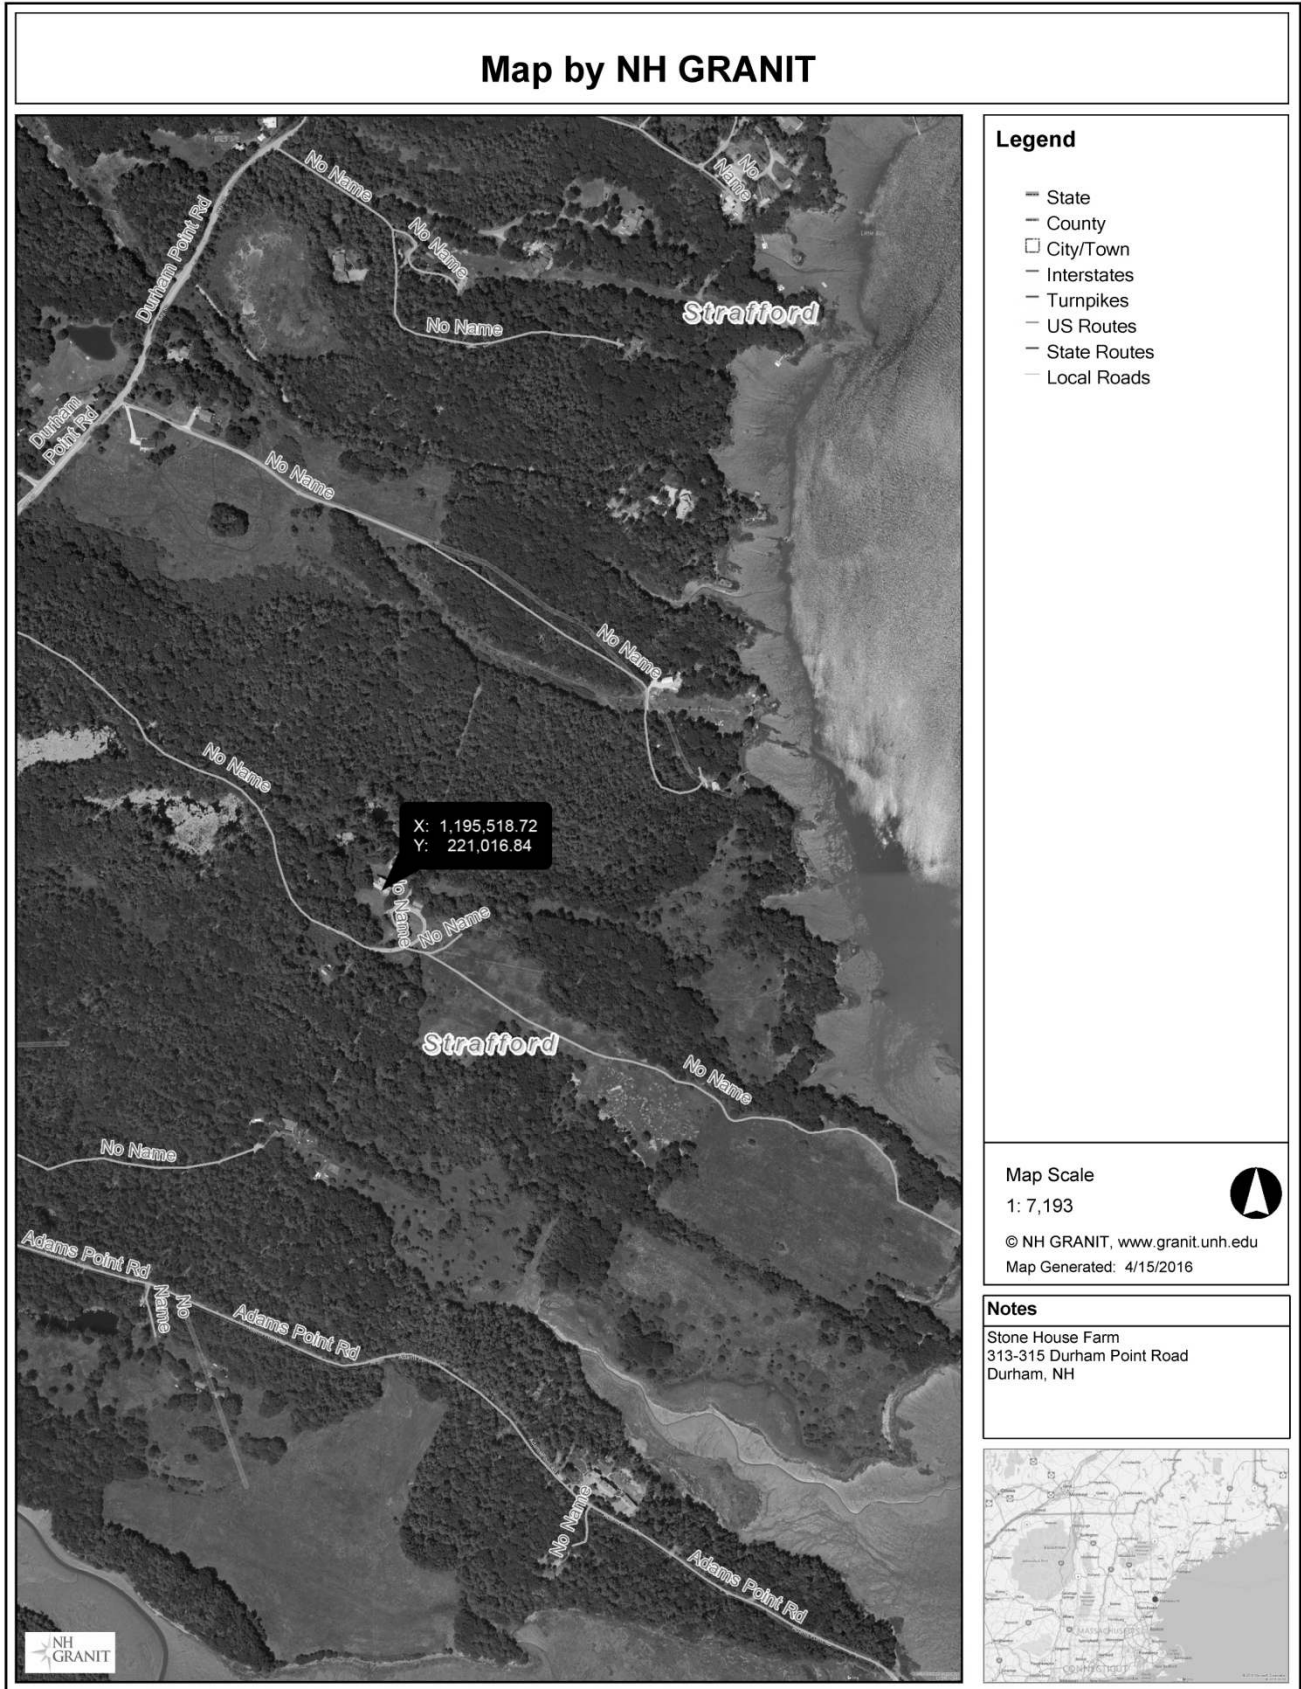 Map by NH GRANIT
No Name
No
Name
No Name
Durham Point Rd
Strafford
No Name
Durham
Point Rd
No Name
No Name
No Name
X: 1,195,518.72
Y: 221,016.84
No Name
No Name
Strafford
No Name
No Name
Adams Point Rd
No
Name
Adams Point Rd
No Name
Adams Point Rd
NH
GRANIT
Legend
State
County
City/Town
Interstates
Turnpikes
US Routes
State Routes
Local Roads
Map Scale
1: 7,193
© NH GRANIT, www.granit.unh.edu
Map Generated: 4/15/2016
Notes
Stone House Farm
313-315 Durham Point Road
Durham, NH
MASSACHUSETTS
CONNECTICUT